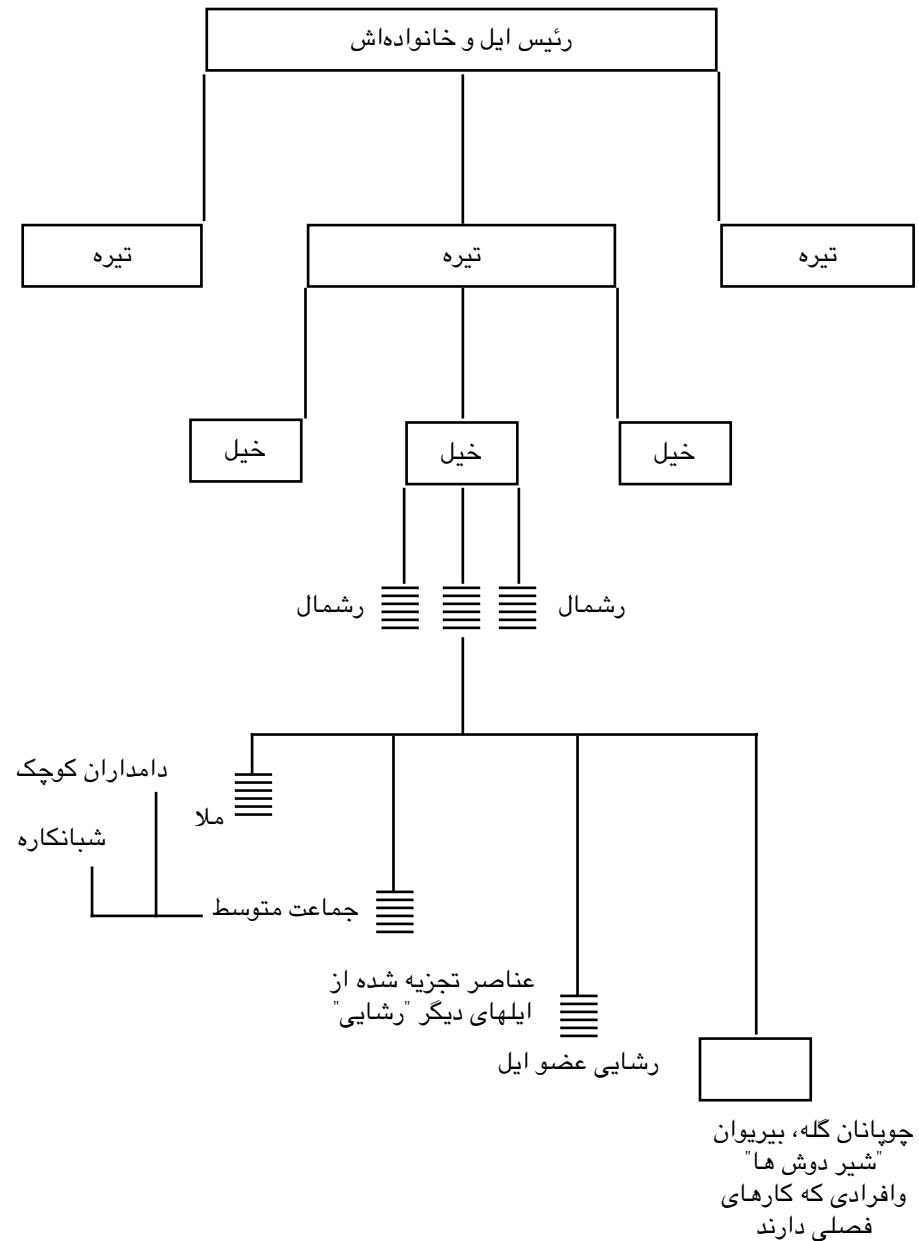 رئیس ایل و خانواده‌اش
تیره
تیره
تیره
خیل
خیل
خیل
رشمال
رشمال
دامداران کوچک
ملا
شبانکاره
جماعت متوسط
عناصر تجزیه شده از
ایلهای دیگر "رشایی"
رشایی عضو ایل
چوپانان گله، بیریوان
"شیر دوش ها"
وافرادی که کارهای
فصلی دارند